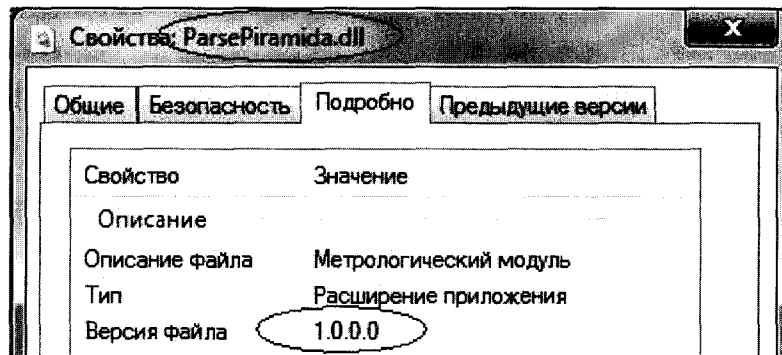 Свойства: ParsePiramida.dll
x
Общие Безопасность Подробно Предыдущие версии
Свойство Значение
Описание
Описание файла Метрологический модуль
Тип Расширение приложения
Версия файла 1.0.0.0